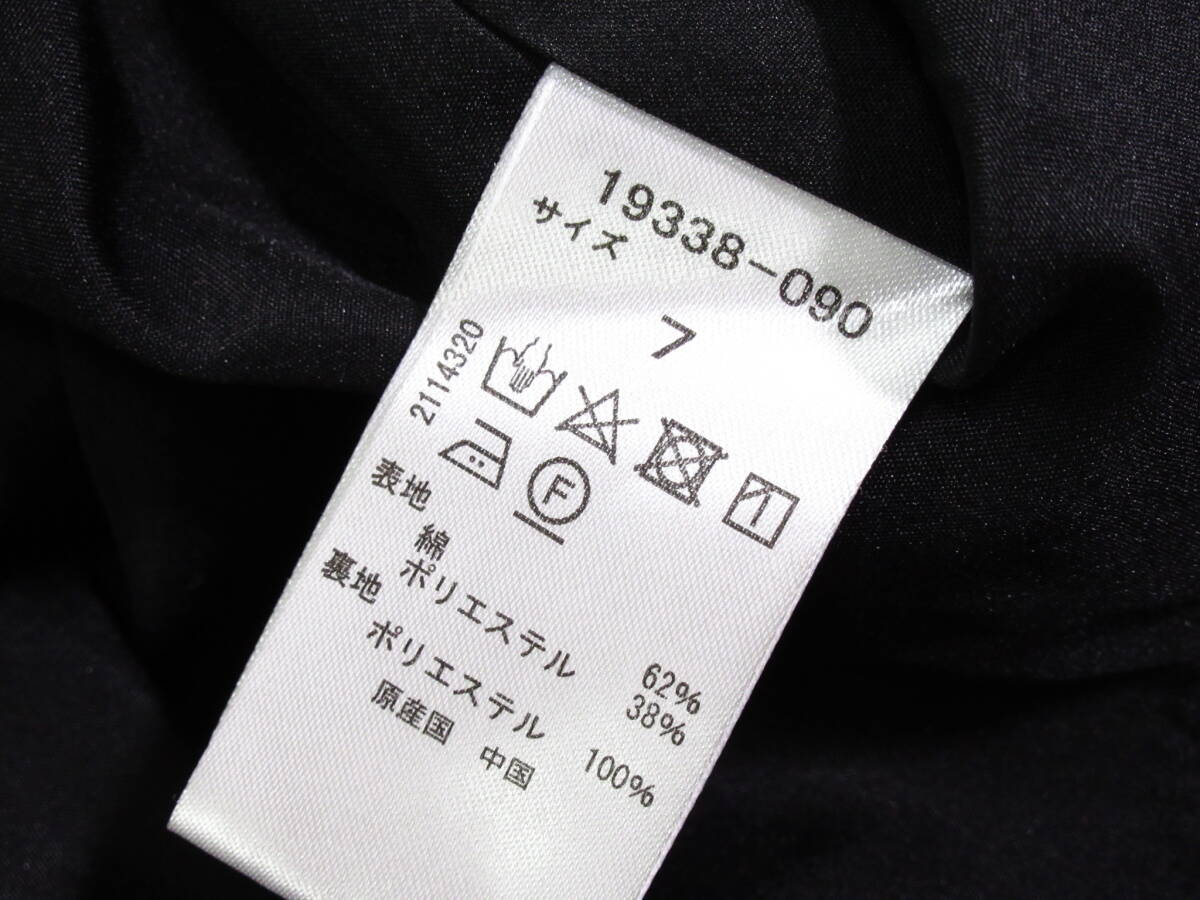 19338-090
サイズ
7
2114320
F
表地
綿 62%
ポリエステル 38%
裏地
ポリエステル 100%
原産国 中国